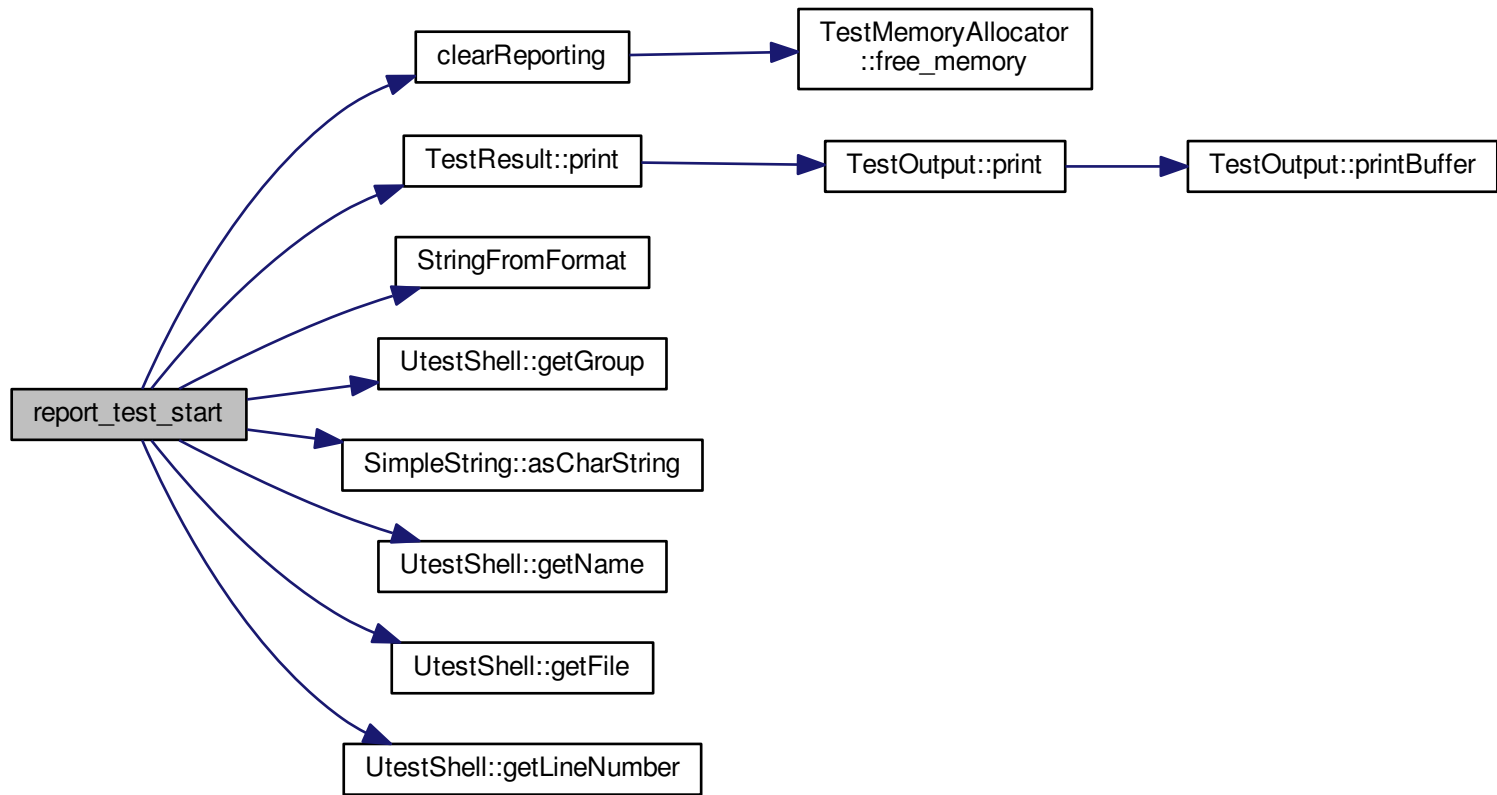 clearReporting
TestMemoryAllocator
::free_memory
TestResult::print
TestOutput::print
TestOutput::printBuffer
StringFromFormat
UtestShell::getGroup
report_test_start
SimpleString::asCharString
UtestShell::getName
UtestShell::getFile
UtestShell::getLineNumber